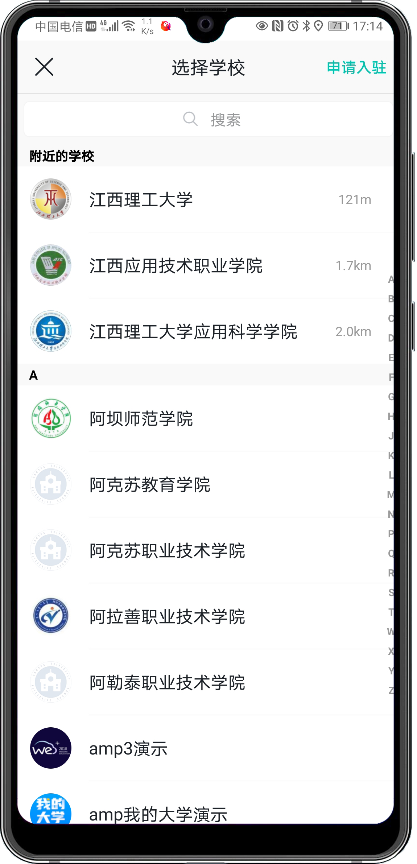 中国电信 HD 46 1.1 K/s 71 17:14
选择学校 申请入驻
搜索
附近的学校
江西理工大学 121m
江西应用技术职业学院 1.7km
江西理工大学应用科学学院 2.0km
A
阿坝师范学院
阿克苏教育学院
阿克苏职业技术学院
阿拉善职业技术学院
阿勒泰职业技术学院
we
amp3演示
我的
大学
amp我的大学演示
A
B
C
D
E
F
G
H
J
K
L
M
N
P
Q
R
S
T
W
X
Y
Z